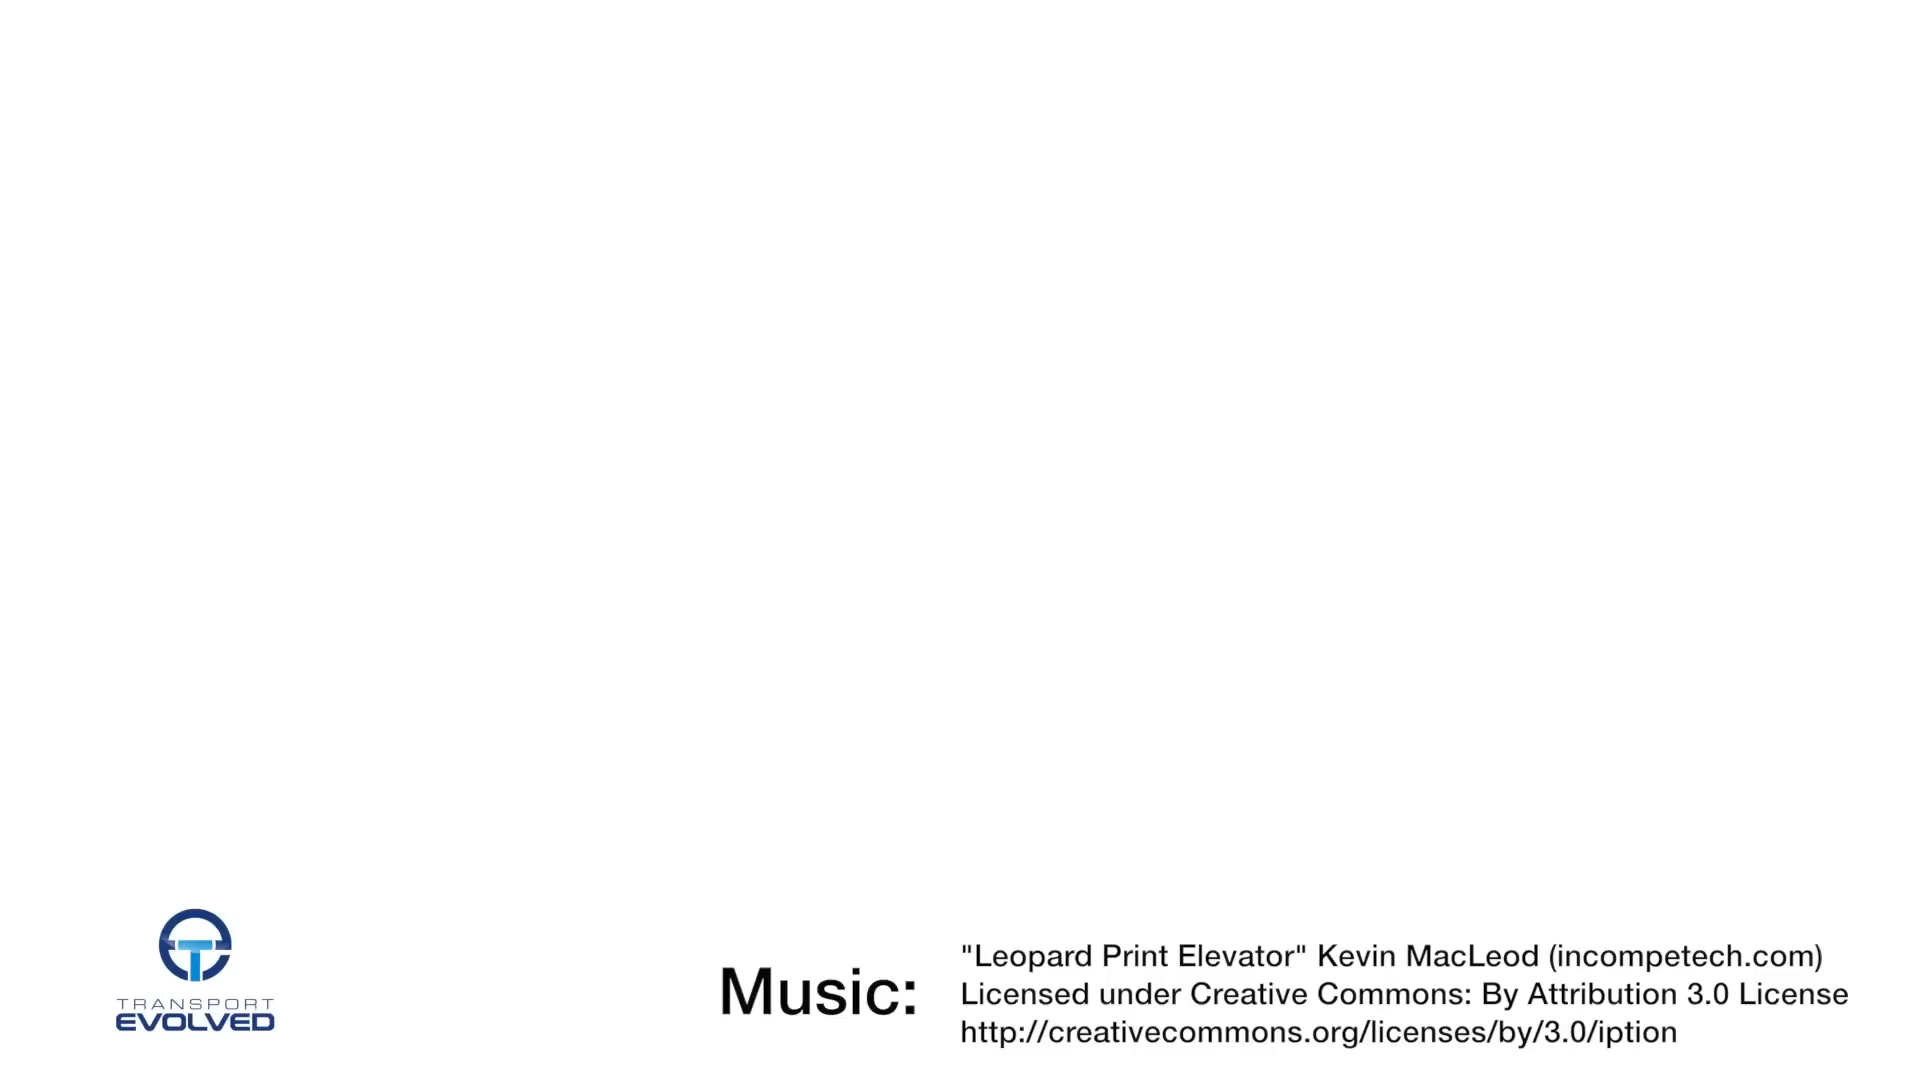 TRANSPORT
EVOLVED
Music:
"Leopard Print Elevator" Kevin MacLeod (incompetech.com)
Licensed under Creative Commons: By Attribution 3.0 License
http://creativecommons.org/licenses/by/3.0/iption